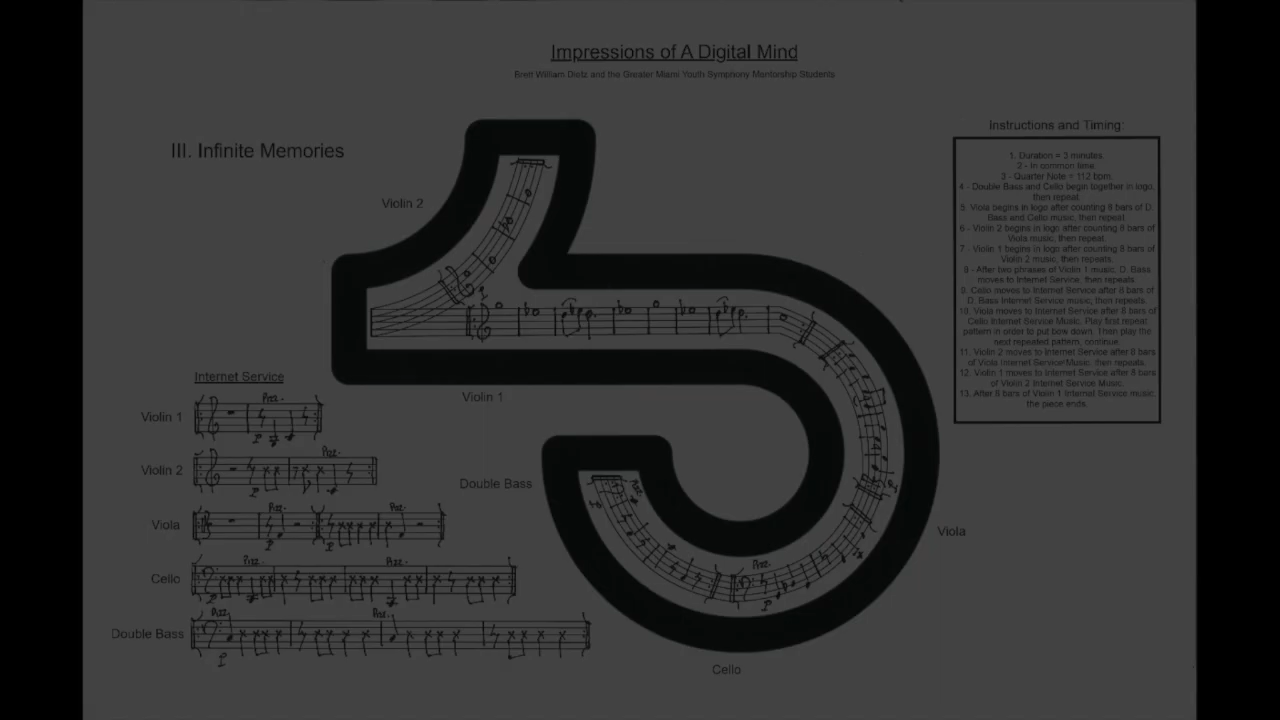 Impressions of A Digital Mind
Brett William Dietz and the Greater Miami Youth Symphony Mentorship Students
III. Infinite Memories
Violin 2
Violin 1
Double Bass
Viola
Cello
Internet Service
Violin 1
Pizz.
P
Violin 2
Pizz.
P
Viola
Pizz.
Pizz.
P
P
Cello
Pizz.
Pizz.
P
Double Bass
Pizz.
Pizz.
P
Instructions and Timing:
1. Duration = 3 minutes.
2 - In common time.
3 - Quarter Note = 112 bpm.
4 - Double Bass and Cello begin together in logo,
then repeat.
5. Viola begins in logo after counting 8 bars of D.
Bass and Cello music, then repeat.
6 - Violin 2 begins in logo after counting 8 bars of
Viola music, then repeat.
7. Violin 1 begins in logo after counting 8 bars of
Violin 2 music, then repeats.
8 - After two phrases of Violin 1 music, D. Bass
moves to Internet Service, then repeats.
9. Cello moves to Internet Service after 8 bars of
D. Bass Internet Service music, then repeats.
10. Viola moves to Internet Service after 8 bars of
Cello Internet Service Music. Play first repeat
pattern in order to put bow down. Then play the
next repeated pattern, continue.
11. Violin 2 moves to Internet Service after 8 bars
of Viola Internet Service Music, then repeats.
12. Violin 1 moves to Internet Service after 8 bars
of Violin 2 Internet Service Music.
13. After 8 bars of Violin 1 Internet Service music
the piece ends.